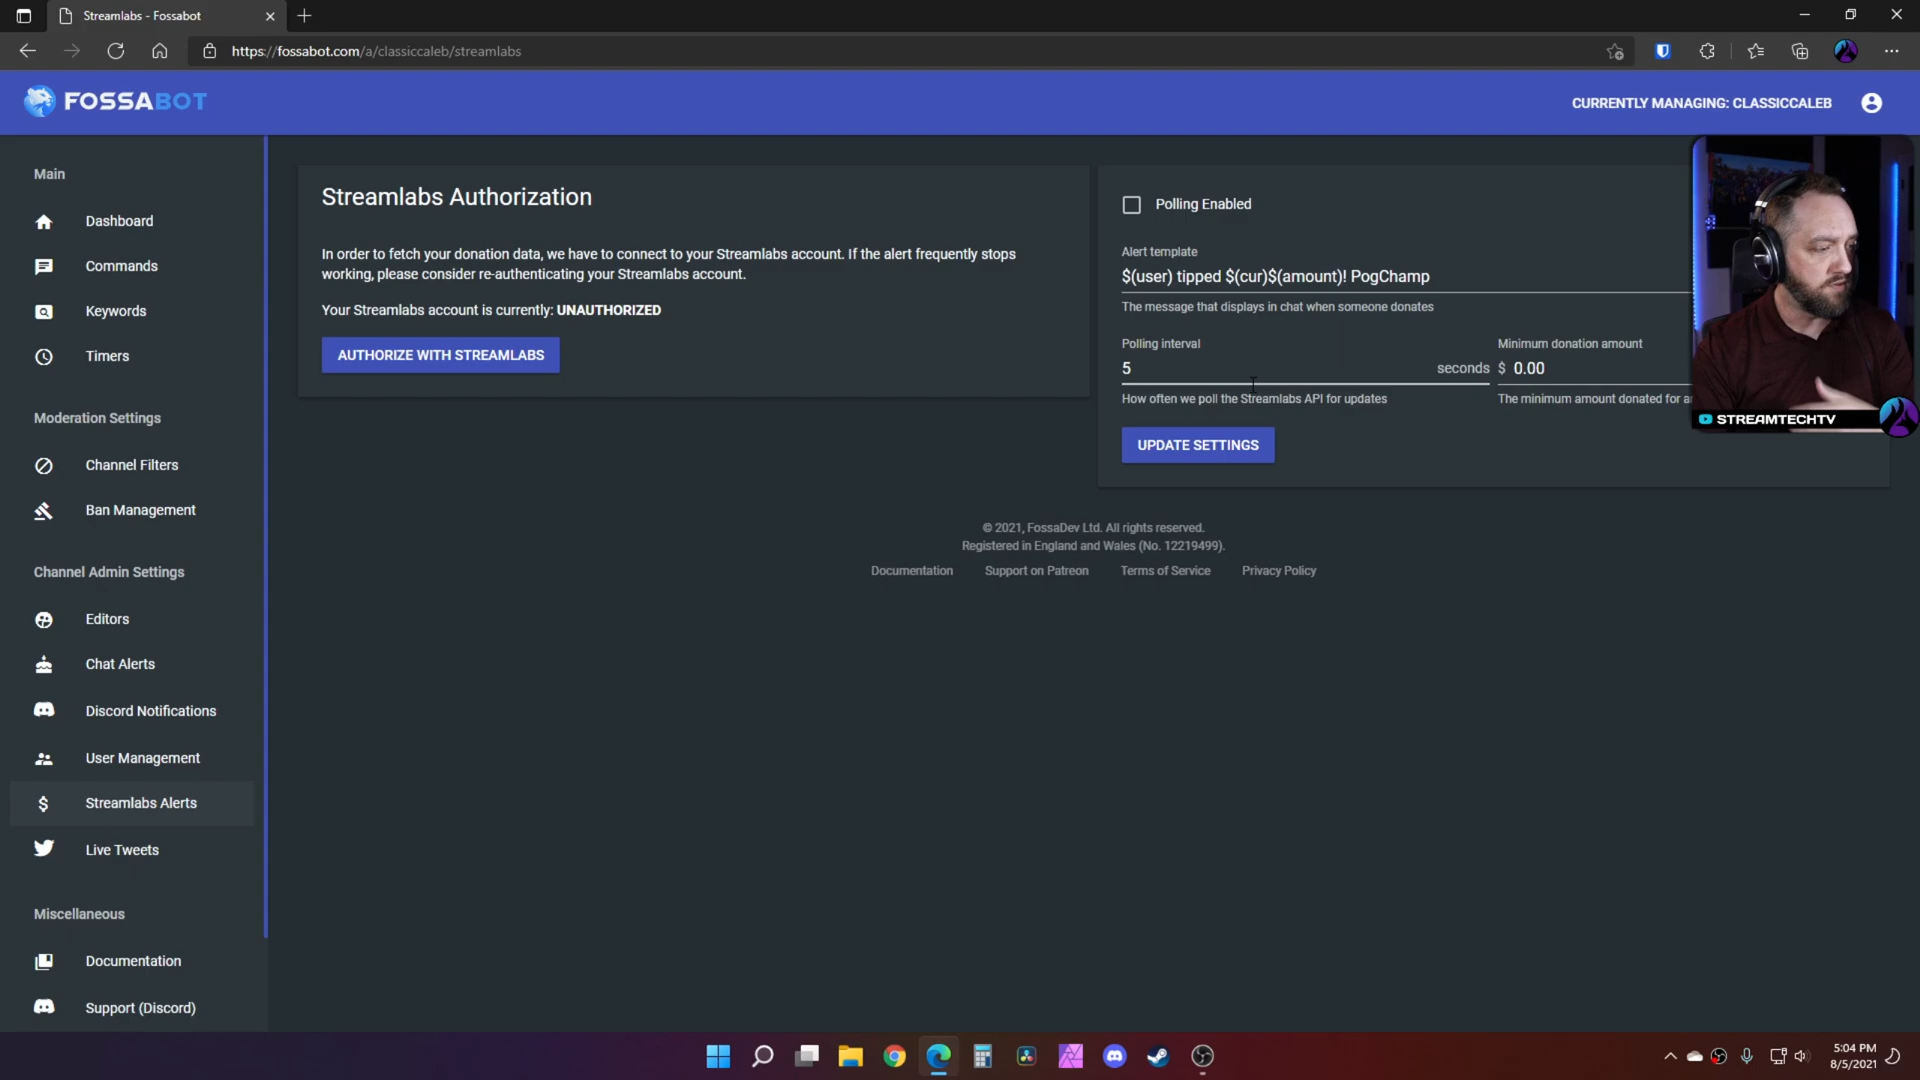 Streamlabs - Fossabot
https://fossabot.com/a/classiccaleb/streamlabs
FOSSABOT
CURRENTLY MANAGING: CLASSICCALEB
Main
Dashboard
Commands
Keywords
Timers
Moderation Settings
Channel Filters
Ban Management
Channel Admin Settings
Editors
Chat Alerts
Discord Notifications
User Management
Streamlabs Alerts
Live Tweets
Miscellaneous
Documentation
Support (Discord)
Streamlabs Authorization
In order to fetch your donation data, we have to connect to your Streamlabs account. If the alert frequently stops
working, please consider re-authenticating your Streamlabs account.
Your Streamlabs account is currently: UNAUTHORIZED
AUTHORIZE WITH STREAMLABS
Polling Enabled
Alert template
$(user) tipped $(cur)$(amount)! PogChamp
The message that displays in chat when someone donates
Polling interval
5 seconds
How often we poll the Streamlabs API for updates
Minimum donation amount
$ 0.00
The minimum amount donated for
UPDATE SETTINGS
STREAMTECHTV
© 2021, FossaDev Ltd. All rights reserved.
Registered in England and Wales (No. 12219499).
Documentation Support on Patreon Terms of Service Privacy Policy
5:04 PM
8/5/2021